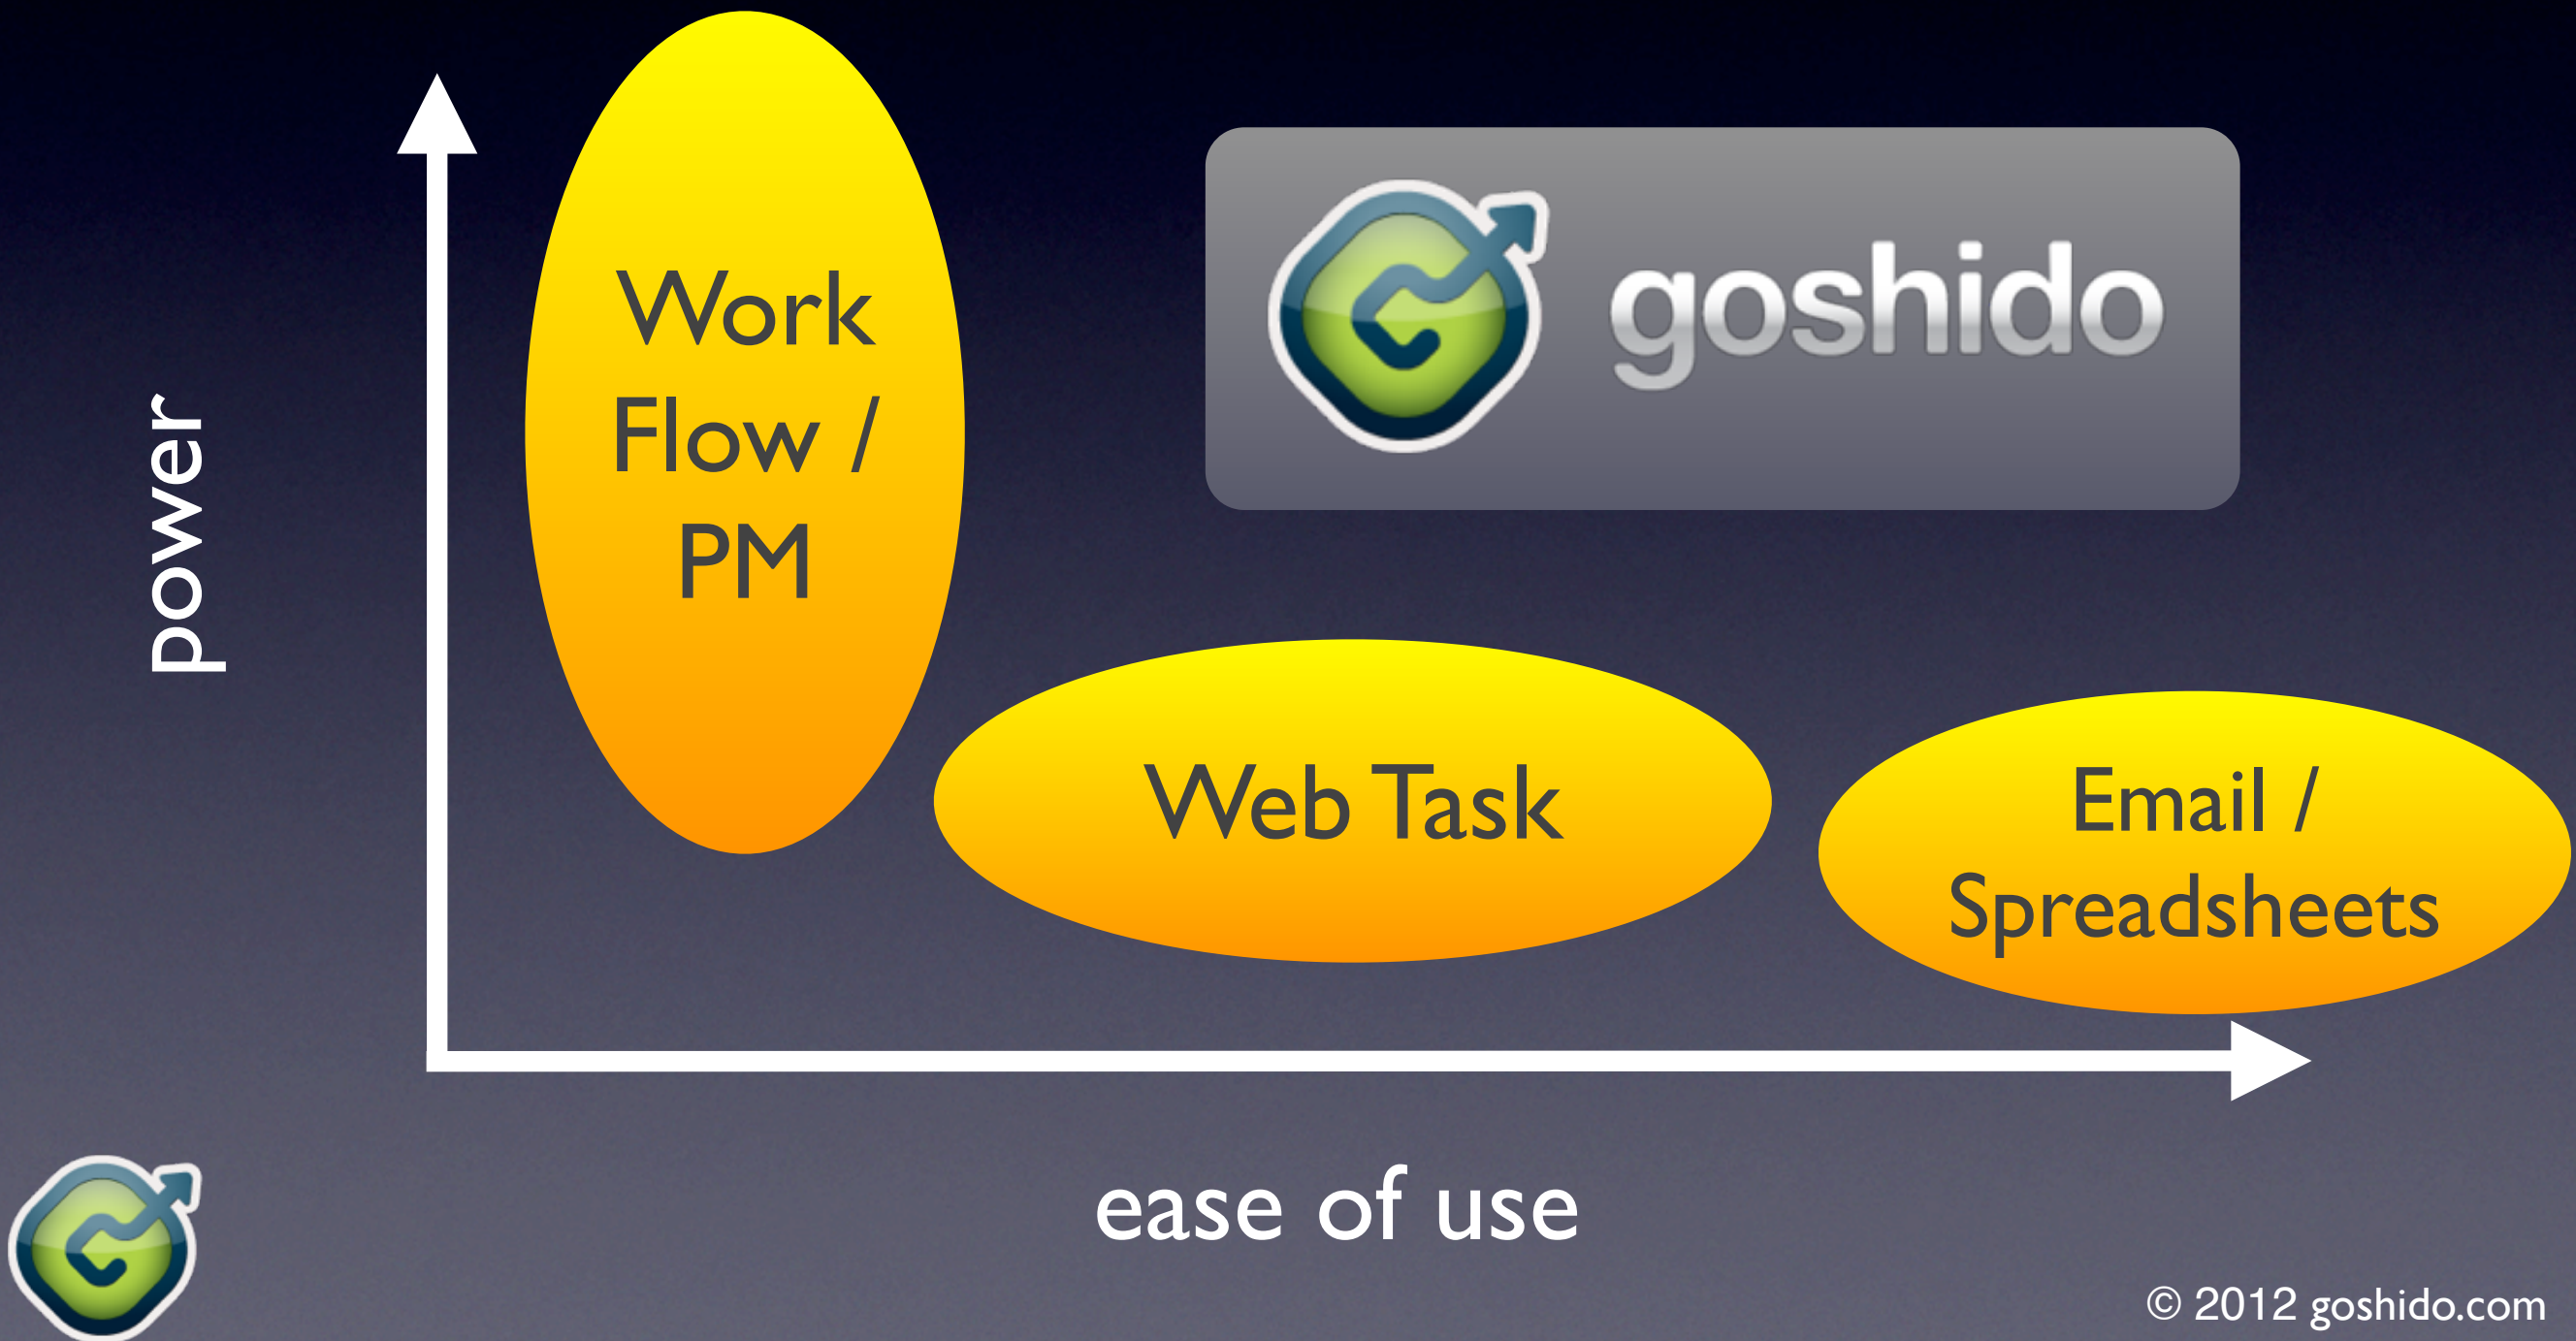 power
Work
Flow /
PM
goshido
Web Task
Email /
Spreadsheets
ease of use
© 2012 goshido.com